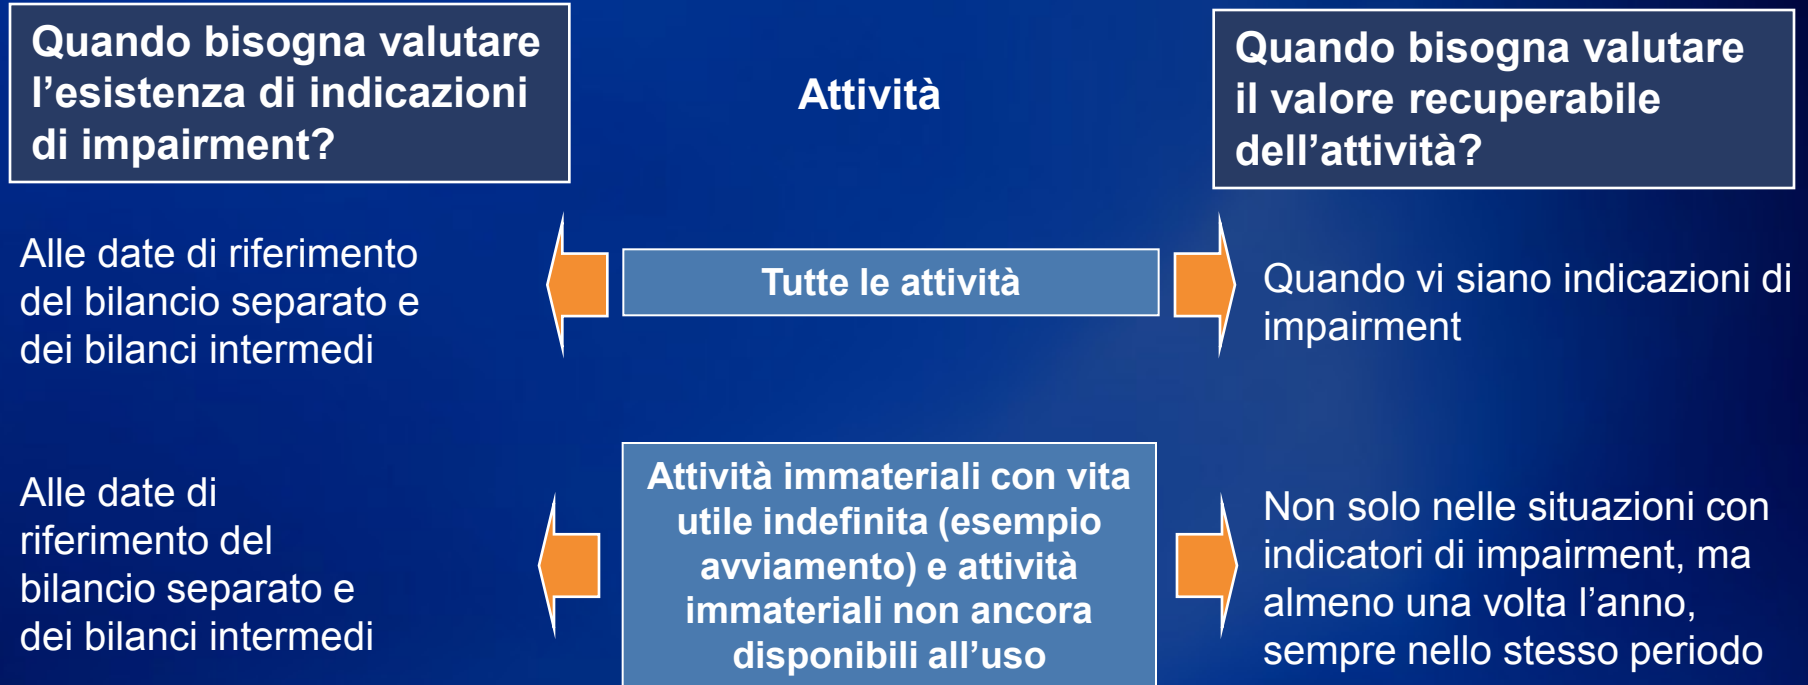 Quando bisogna valutare
l’esistenza di indicazioni
di impairment?
Attività
Quando bisogna valutare
il valore recuperabile
dell’attività?
Alle date di riferimento
del bilancio separato e
dei bilanci intermedi
Tutte le attività
Quando vi siano indicazioni di
impairment
Alle date di
riferimento del
bilancio separato e
dei bilanci intermedi
Attività immateriali con vita
utile indefinita (esempio
avviamento) e attività
immateriali non ancora
disponibili all’uso
Non solo nelle situazioni con
indicatori di impairment, ma
almeno una volta l’anno,
sempre nello stesso periodo